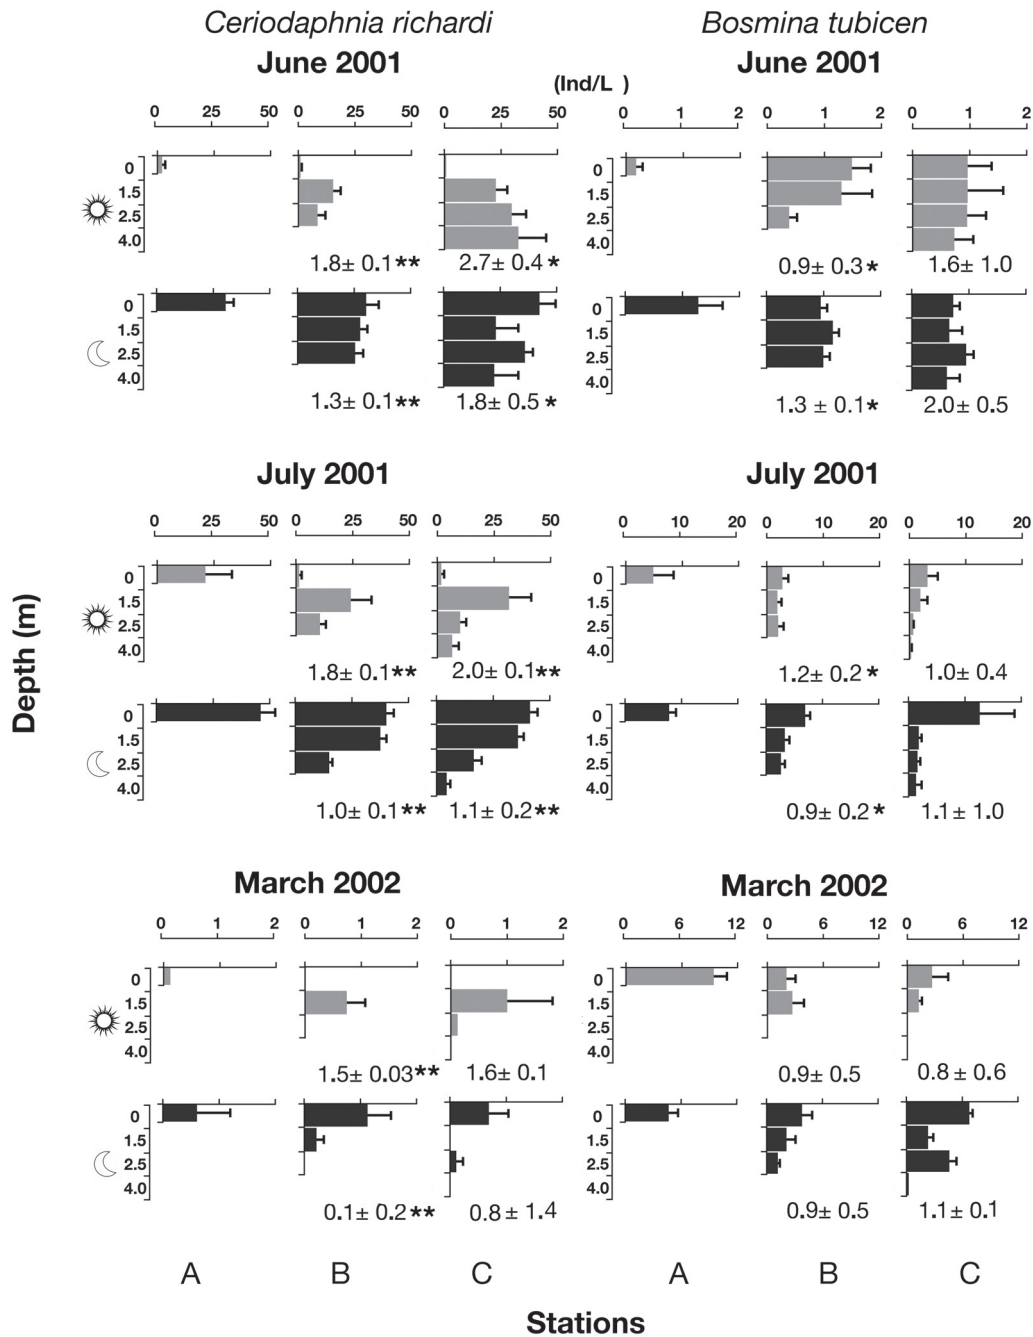 Ceriodaphnia richardi Bosmina tubicen
June 2001 June 2001
(Ind/L )
0 25 50 0 25 50 0 25 50 0 1 2 0 1 2 0 1 2
0 0
1.5 1.5
2.5 2.5
4.0 4.0
1.8± 0.1** 2.7± 0.4* 0.9± 0.3* 1.6± 1.0
0 0
1.5 1.5
2.5 2.5
4.0 4.0
1.3± 0.1** 1.8± 0.5* 1.3 ± 0.1* 2.0± 0.5
July 2001 July 2001
0 25 50 0 25 50 0 25 50 0 10 20 0 10 20 0 10 20
0 0
1.5 1.5
2.5 2.5
4.0 4.0
1.8± 0.1** 2.0± 0.1** 1.2± 0.2* 1.0± 0.4
0 0
1.5 1.5
2.5 2.5
4.0 4.0
1.0± 0.1** 1.1± 0.2** 0.9± 0.2* 1.1± 1.0
March 2002 March 2002
0 1 2 0 1 2 0 1 2 0 6 12 0 6 12 0 6 12
0 0
1.5 1.5
2.5 2.5
4.0 4.0
1.5± 0.03** 1.6± 0.1 0.9± 0.5 0.8± 0.6
0 0
1.5 1.5
2.5 2.5
4.0 4.0
0.1± 0.2** 0.8± 1.4 0.9± 0.5 1.1± 0.1
A B C A B C
Stations
Depth (m)